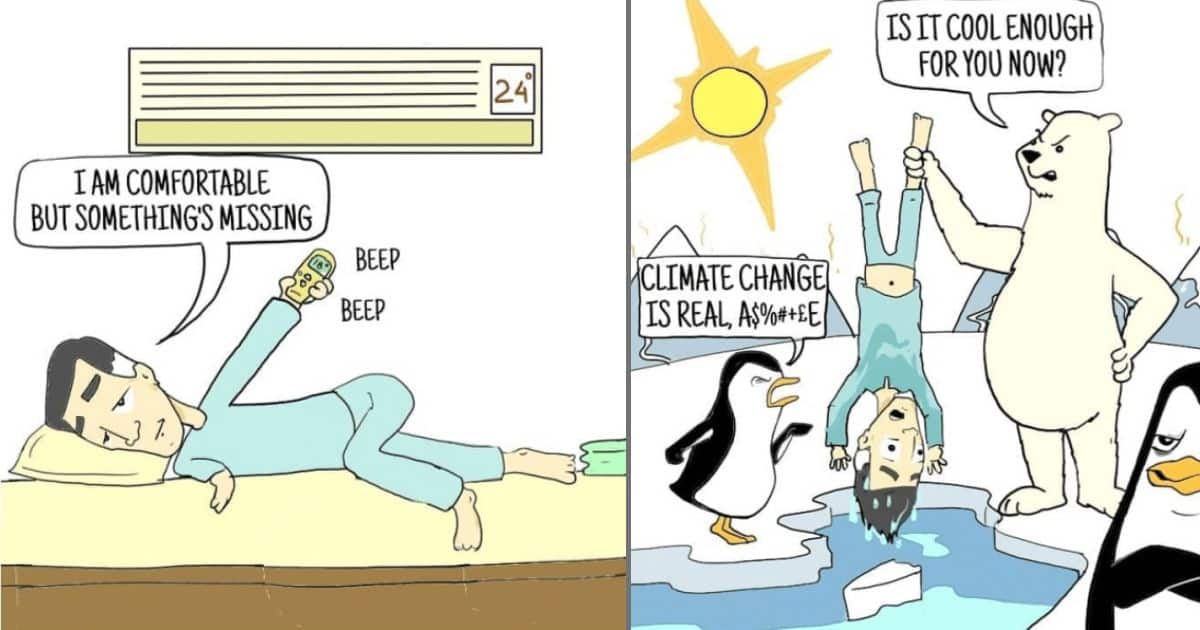 24°
I AM COMFORTABLE
BUT SOMETHING'S MISSING
18°
BEEP
BEEP
IS IT COOL ENOUGH
FOR YOU NOW?
CLIMATE CHANGE
IS REAL, A$%#+£E